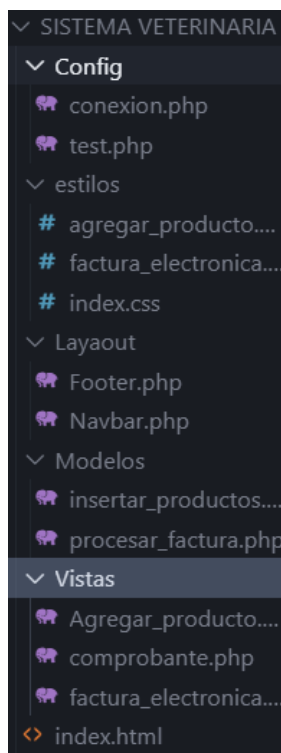 SISTEMA VETERINARIA
Config
conexion.php
test.php
estilos
# agregar_producto....
# factura_electronica....
# index.css
Layaout
Footer.php
Navbar.php
Modelos
insertar_productos....
procesar_factura.php
Vistas
Agregar_producto....
comprobante.php
factura_electronica....
<> index.html